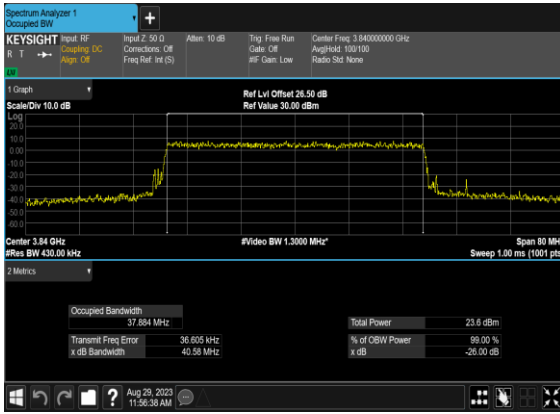 Spectrum Analyzer 1
Occupied BW
KEYSIGHT
R T
LXI
Input: RF
Coupling: DC
Align: Off
Input Z: 50 Ω
Corrections: Off
Freq Ref: Int (S)
Atten: 10 dB
Trig: Free Run
Gate: Off
#IF Gain: Low
Center Freq: 3.840000000 GHz
Avg|Hold: 100/100
Radio Std: None
1 Graph
Scale/Div 10.0 dB
Ref Lvl Offset 26.50 dB
Ref Value 30.00 dBm
Log
20.0
10.0
0.00
-10.0
-20.0
-30.0
-40.0
-50.0
-60.0
Center 3.84 GHz
#Video BW 1.3000 MHz*
Span 80 MH
#Res BW 430.00 kHz
Sweep 1.00 ms (1001 pts
2 Metrics
Occupied Bandwidth
37.884 MHz
Total Power 23.6 dBm
Transmit Freq Error 36.605 kHz
% of OBW Power 99.00 %
x dB Bandwidth 40.58 MHz
x dB -26.00 dB
?
Aug 29, 2023
11:56:38 AM